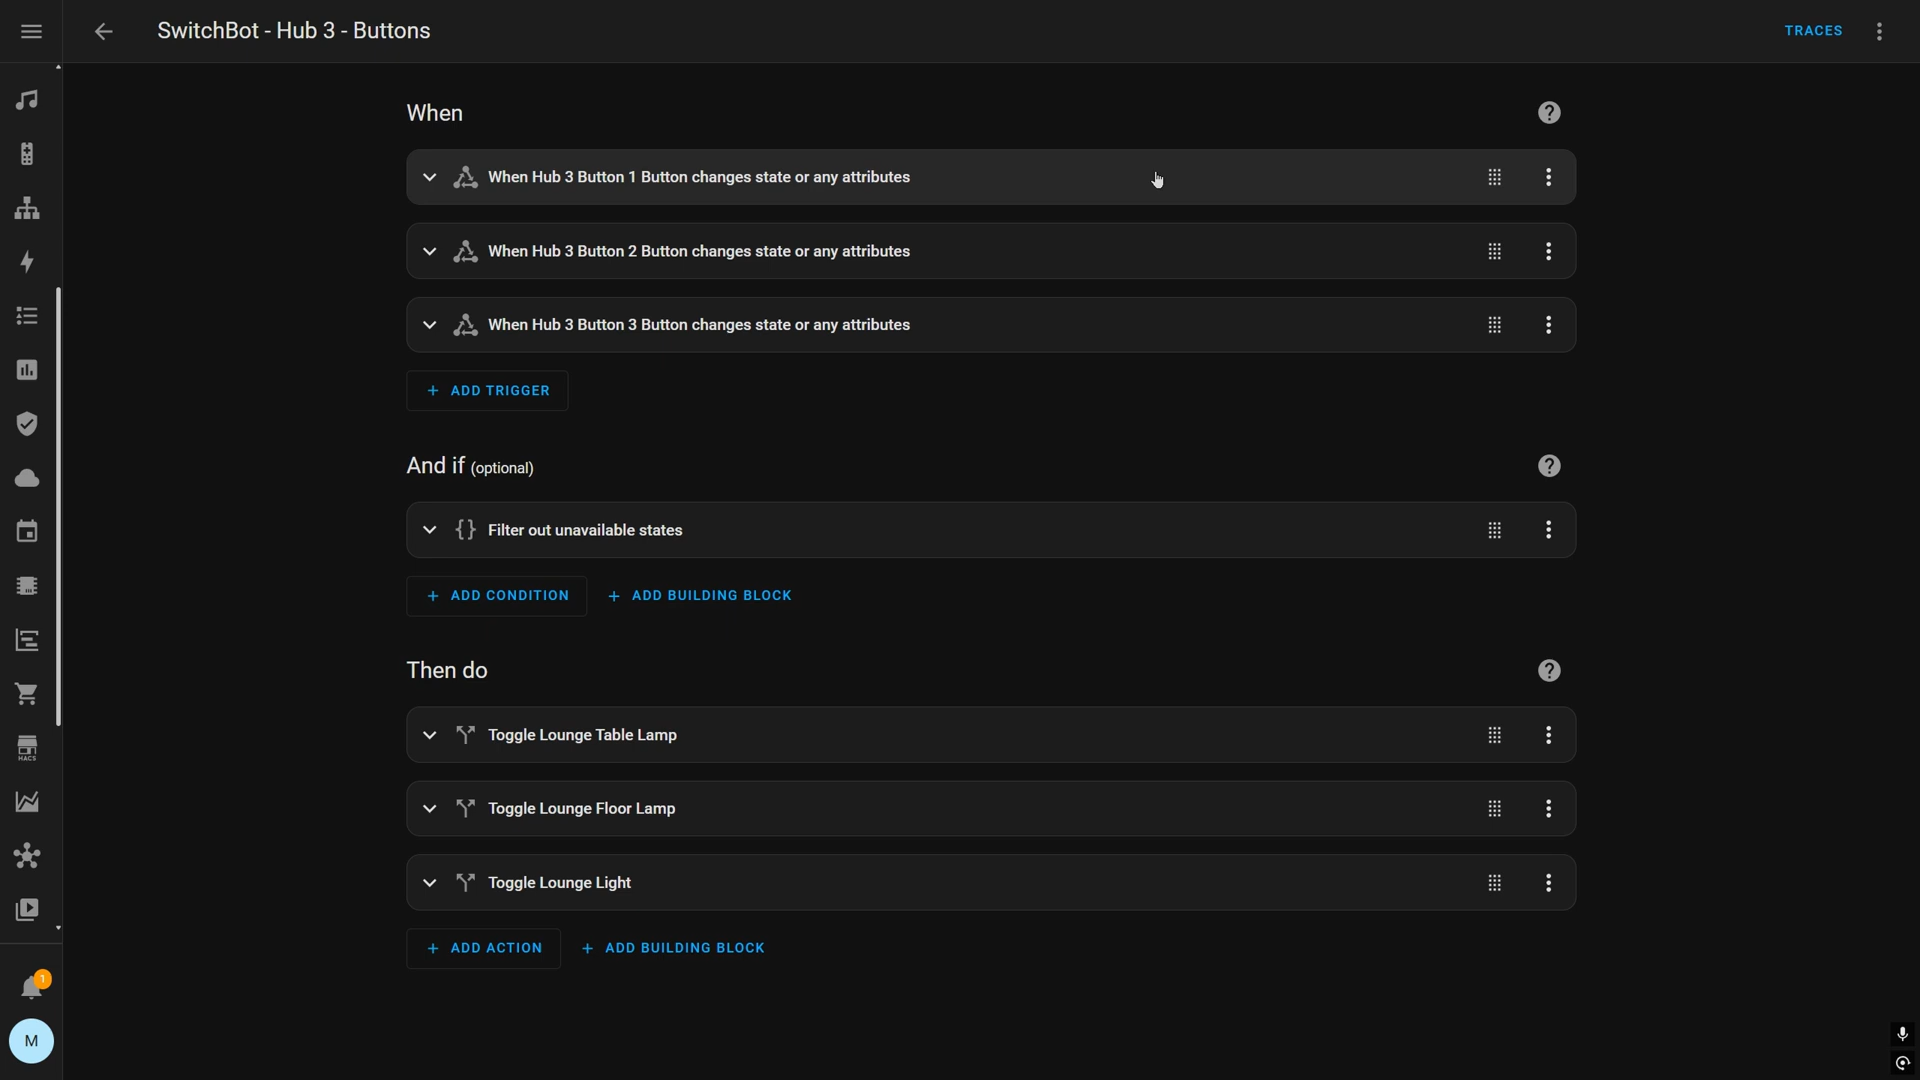 SwitchBot - Hub 3 - Buttons
TRACES
When
When Hub 3 Button 1 Button changes state or any attributes
When Hub 3 Button 2 Button changes state or any attributes
When Hub 3 Button 3 Button changes state or any attributes
+ ADD TRIGGER
And if (optional)
{} Filter out unavailable states
+ ADD CONDITION + ADD BUILDING BLOCK
Then do
Toggle Lounge Table Lamp
HACS
Toggle Lounge Floor Lamp
Toggle Lounge Light
+ ADD ACTION + ADD BUILDING BLOCK
1
M